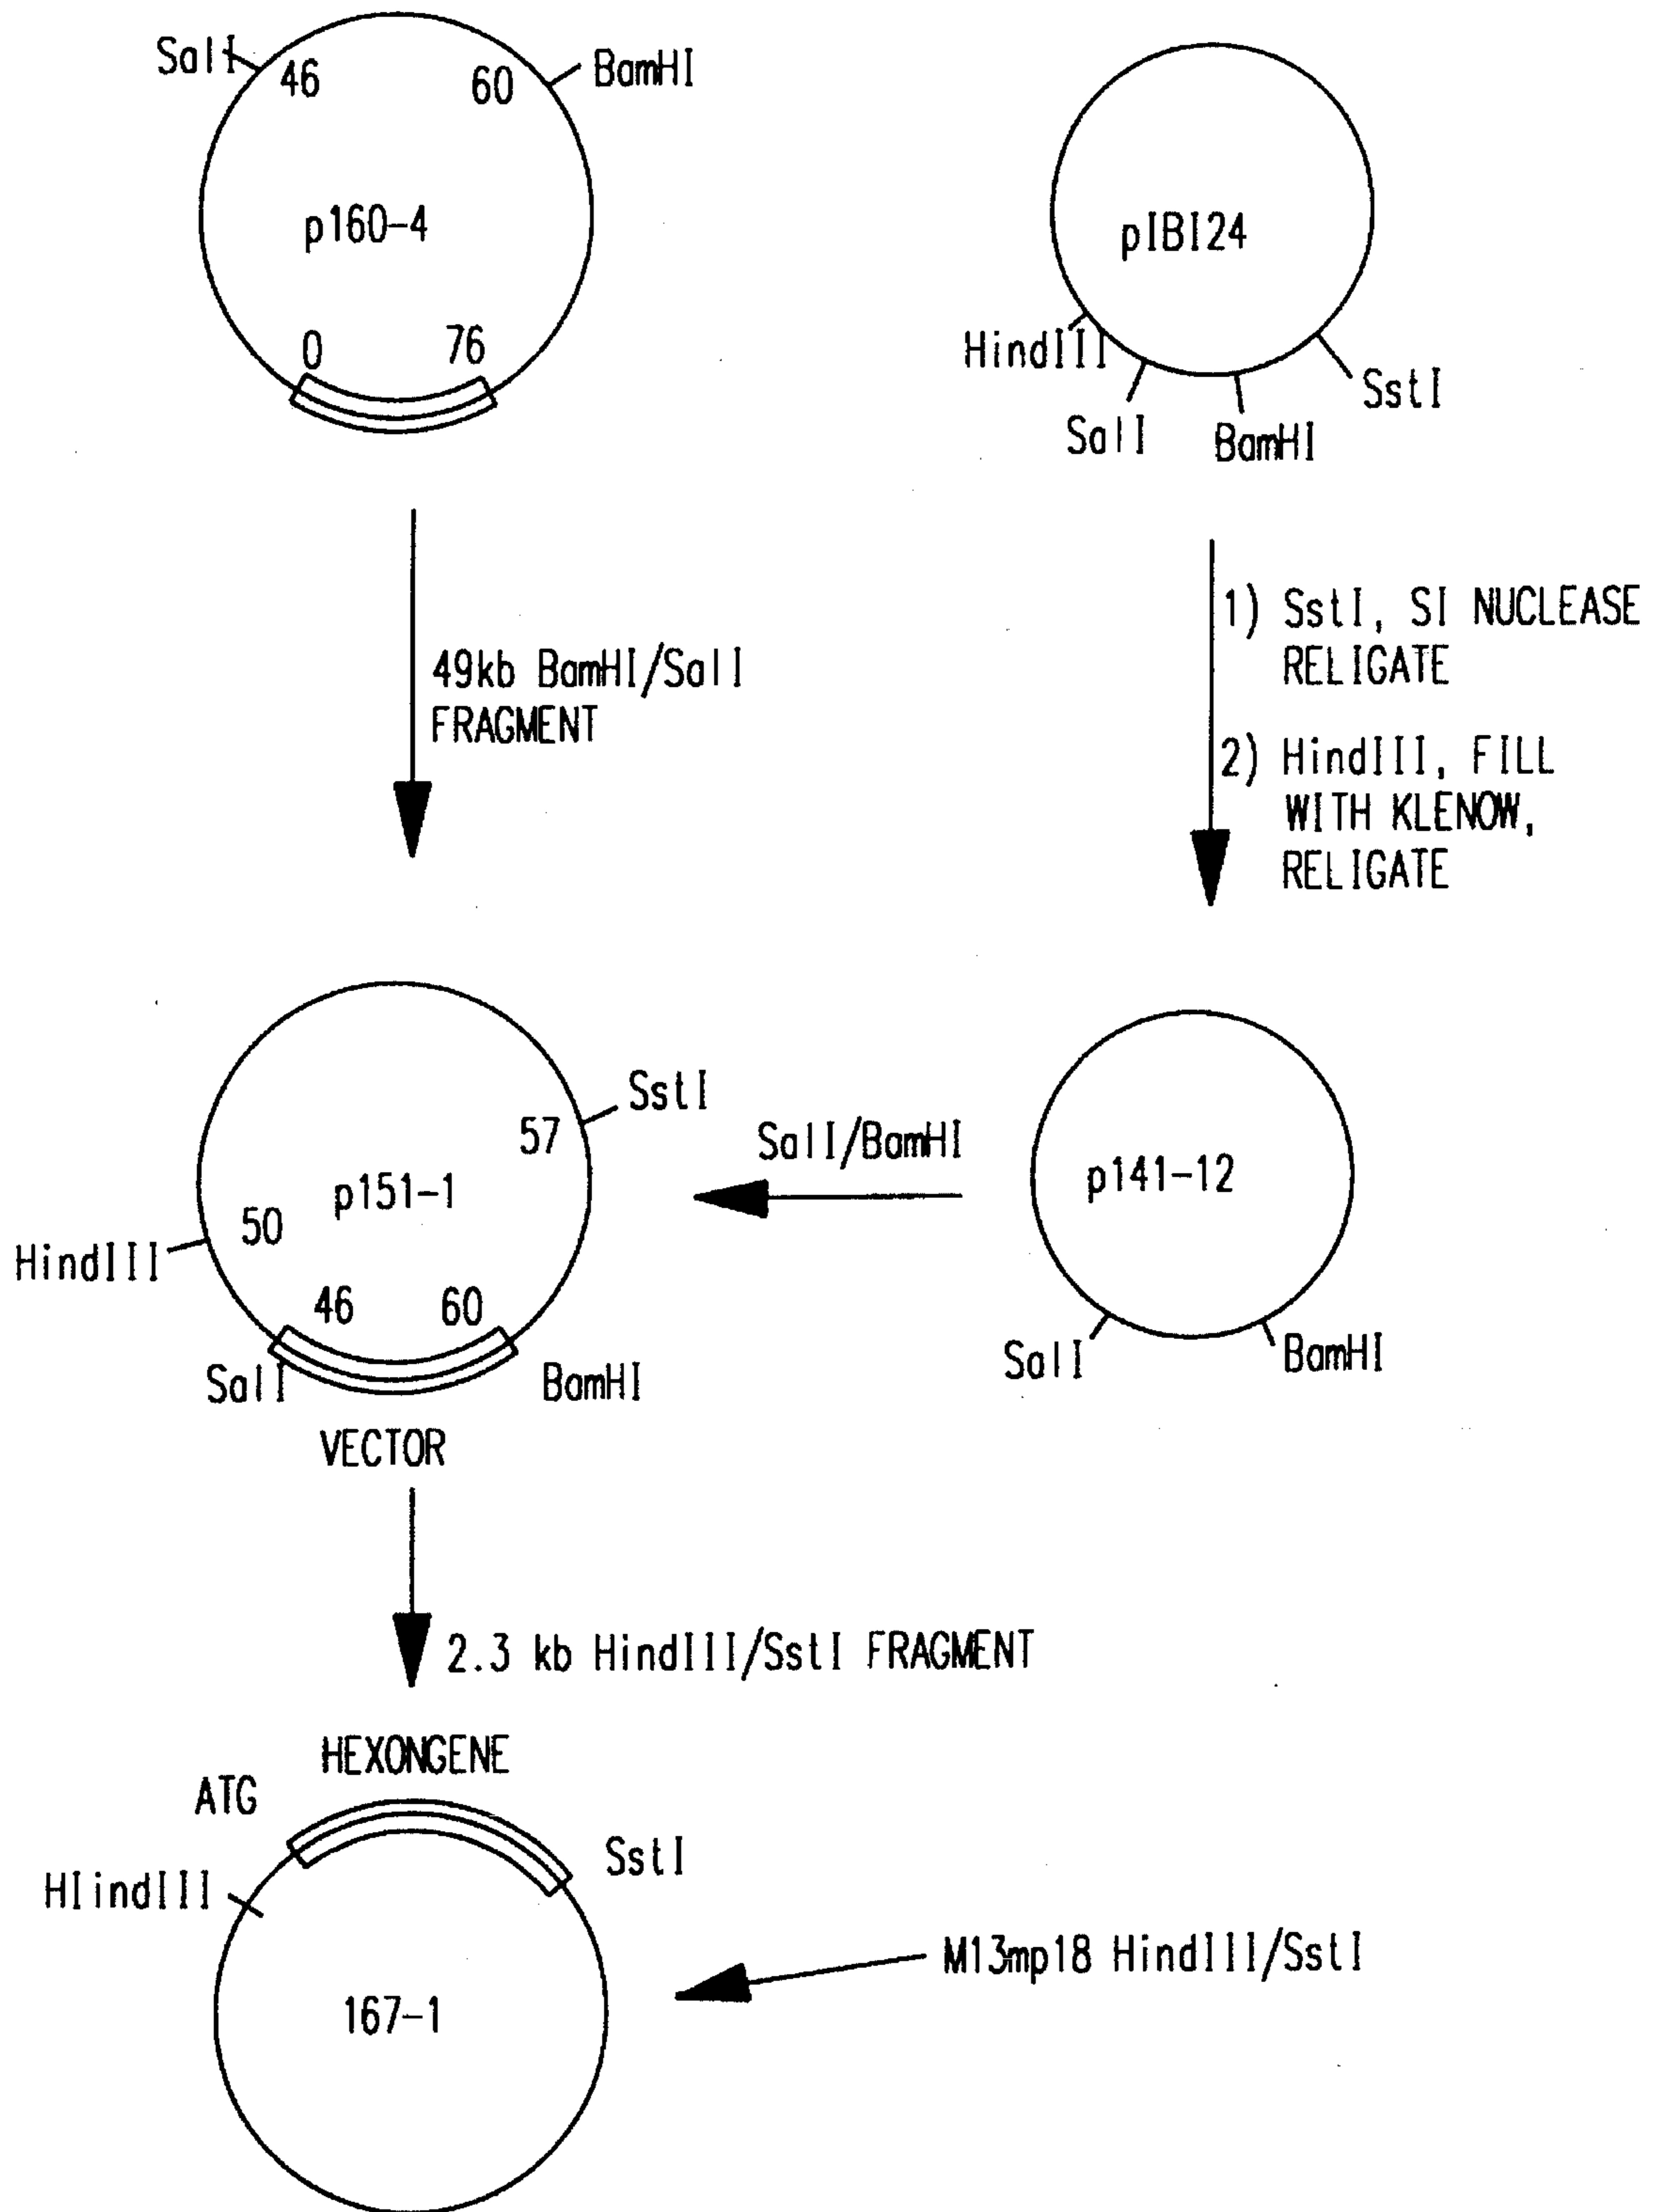 SalI
46
60
BamHI
p160-4
0
76
pIBI24
HindIII
SalI
BamHI
SstI
49kb BamHI/SalI
FRAGMENT
1) SstI, SI NUCLEASE
RELIGATE
2) HindIII, FILL
WITH KLENOW,
RELIGATE
SstI
57
p151-1
50
HindIII
46
60
SalI
BamHI
VECTOR
SalI/BamHI
p141-12
SalI
BamHI
2.3 kb HindIII/SstI FRAGMENT
HEXONGENE
ATG
SstI
HIindIII
167-1
M13mp18 HindIII/SstI